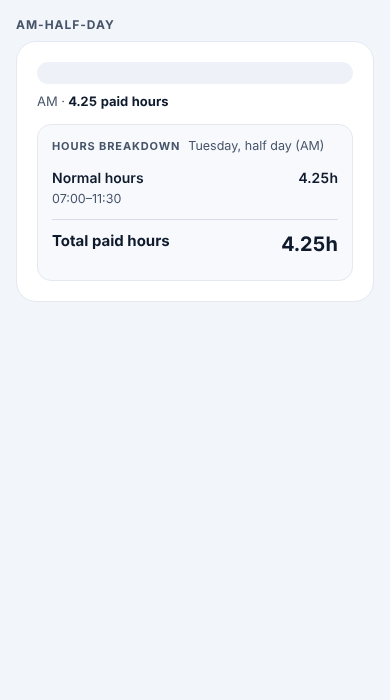 AM-HALF-DAY
AM · 4.25 paid hours
HOURS BREAKDOWN Tuesday, half day (AM)
Normal hours 4.25h
07:00–11:30
Total paid hours 4.25h